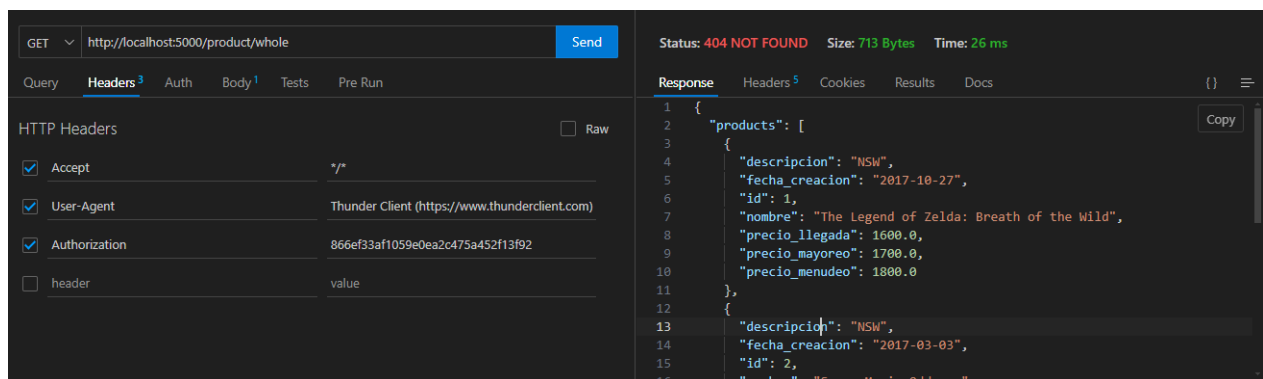 GET http://localhost:5000/product/whole Send
Query Headers 3 Auth Body 1 Tests Pre Run
HTTP Headers Raw
Accept */*
User-Agent Thunder Client (https://www.thunderclient.com)
Authorization 866ef33af1059e0ea2c475a452f13f92
header value
Status: 404 NOT FOUND Size: 713 Bytes Time: 26 ms
Response Headers 5 Cookies Results Docs {}
Copy
1 {
2 "products": [
3 {
4 "descripcion": "NSW",
5 "fecha_creacion": "2017-10-27",
6 "id": 1,
7 "nombre": "The Legend of Zelda: Breath of the Wild",
8 "precio_llegada": 1600.0,
9 "precio_mayoreo": 1700.0,
10 "precio_menudeo": 1800.0
11 },
12 {
13 "descripcion": "NSW",
14 "fecha_creacion": "2017-03-03",
15 "id": 2,